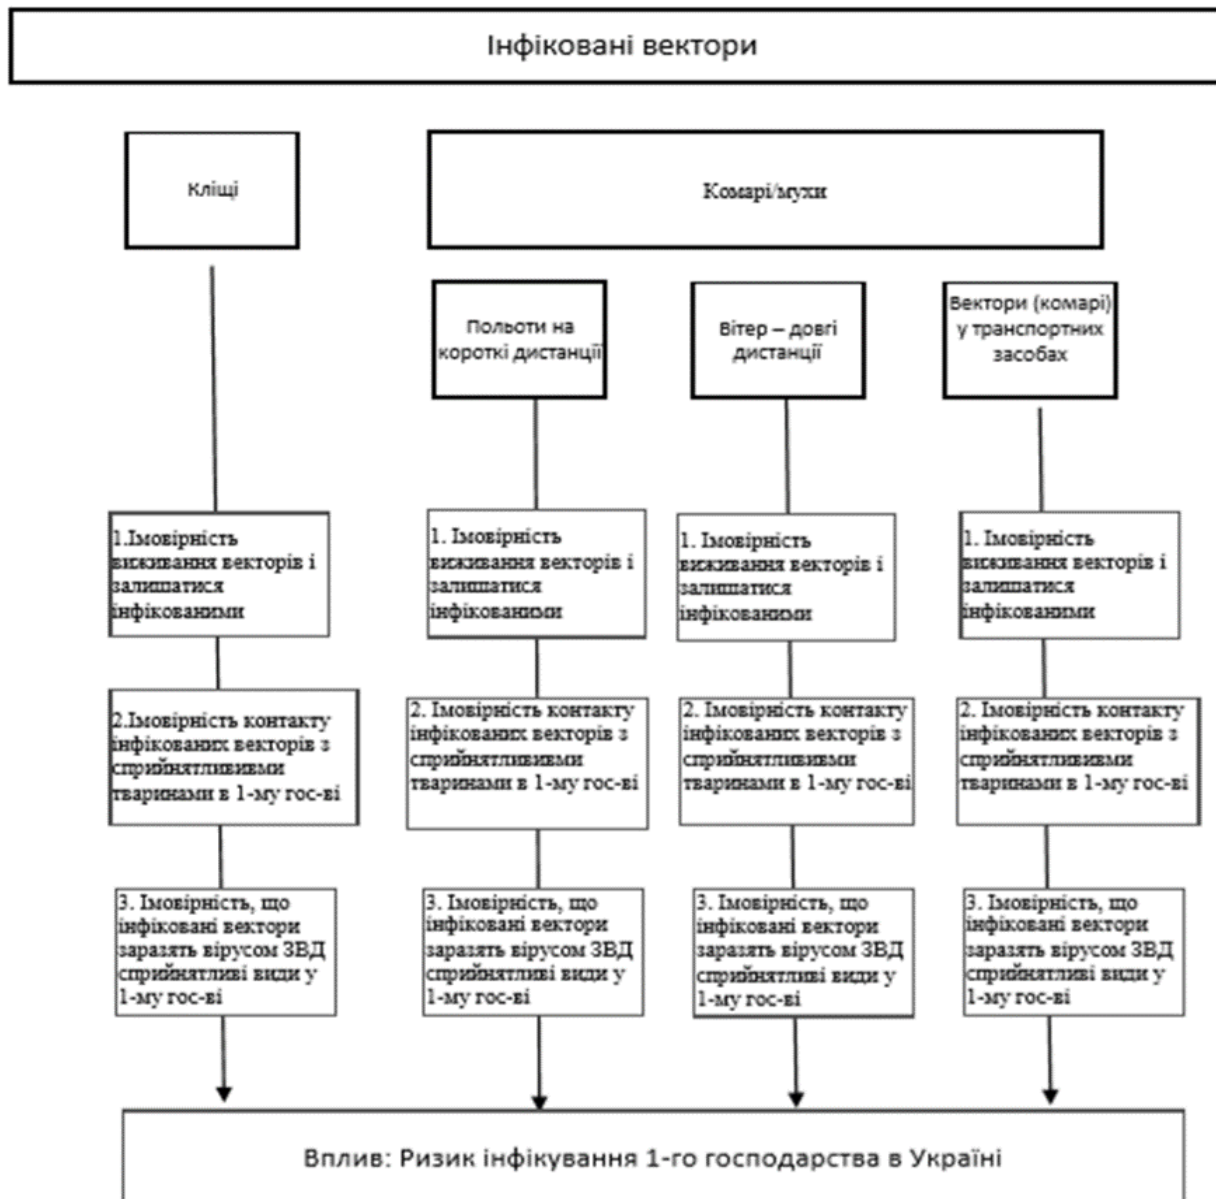 Інфіковані вектори
Кліщі
Комарі/мухи
Польоти на
короткі дистанції
Вітер – довгі
дистанції
Вектори (комарі)
у транспортних
засобах
1.Імовірність
виживання векторів і
залишатися
інфікованими
1. Імовірність
виживання векторів і
залишатися
інфікованими
1. Імовірність
виживання векторів і
залишатися
інфікованими
1. Імовірність
виживання векторів і
залишатися
інфікованими
2.Імовірність контакту
інфікованих векторів з
сприйнятлививми
тваринами в 1-му гос-ві
2. Імовірність контакту
інфікованих векторів з
сприйнятлививми
тваринами в 1-му гос-ві
2. Імовірність контакту
інфікованих векторів з
сприйнятлививми
тваринами в 1-му гос-ві
2. Імовірність контакту
інфікованих векторів з
сприйнятлививми
тваринами в 1-му гос-ві
3. Імовірність, що
інфіковані вектори
заразять вірусом ЗВД
сприйнятливі види у
1-му гос-ві
3. Імовірність, що
інфіковані вектори
заразять вірусом ЗВД
сприйнятливі види у
1-му гос-ві
3. Імовірність, що
інфіковані вектори
заразять вірусом ЗВД
сприйнятливі види у
1-му гос-ві
3. Імовірність, що
інфіковані вектори
заразять вірусом ЗВД
сприйнятливі види у
1-му гос-ві
Вплив: Ризик інфікування 1-го господарства в Україні